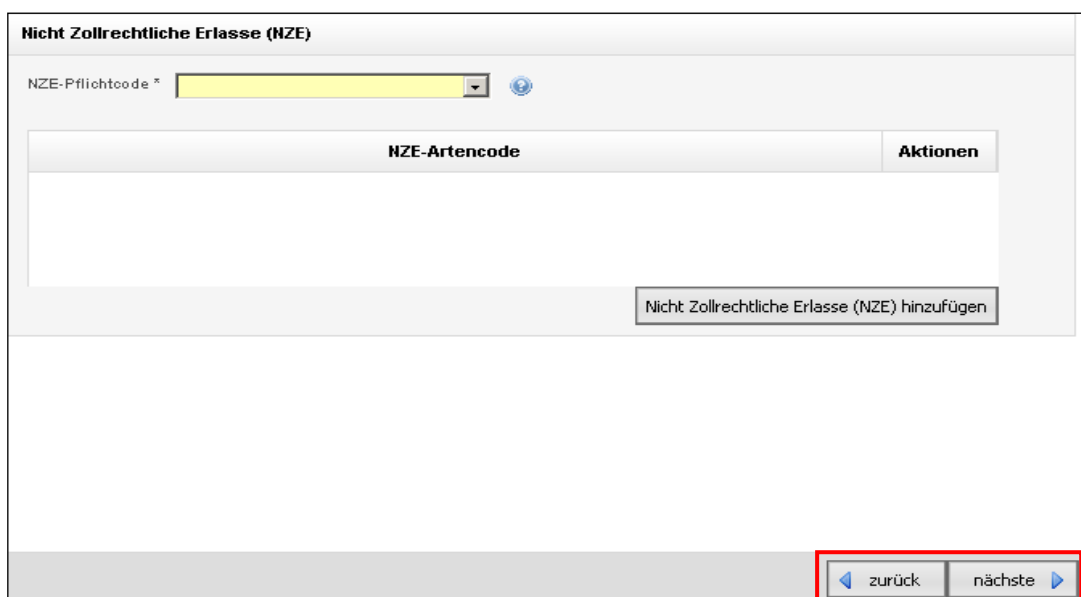 Nicht Zollrechtliche Erlasse (NZE)
NZE-Pflichtcode *
NZE-Artencode Aktionen
Nicht Zollrechtliche Erlasse (NZE) hinzufügen
zurück nächste